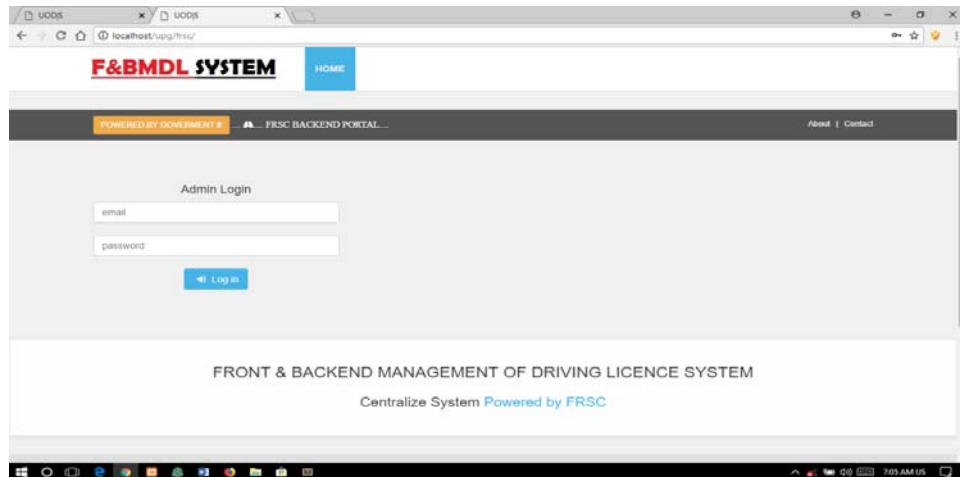 UODJS UODJS
localhost/upg/frsc/
F&BMDL SYSTEM HOME
POWERED BY GOVERMENT # ... ... FRSC BACKEND PORTAL.... About | Contact
Admin Login
email
password
Log in
FRONT & BACKEND MANAGEMENT OF DRIVING LICENCE SYSTEM
Centralize System Powered by FRSC
7:05 AM US